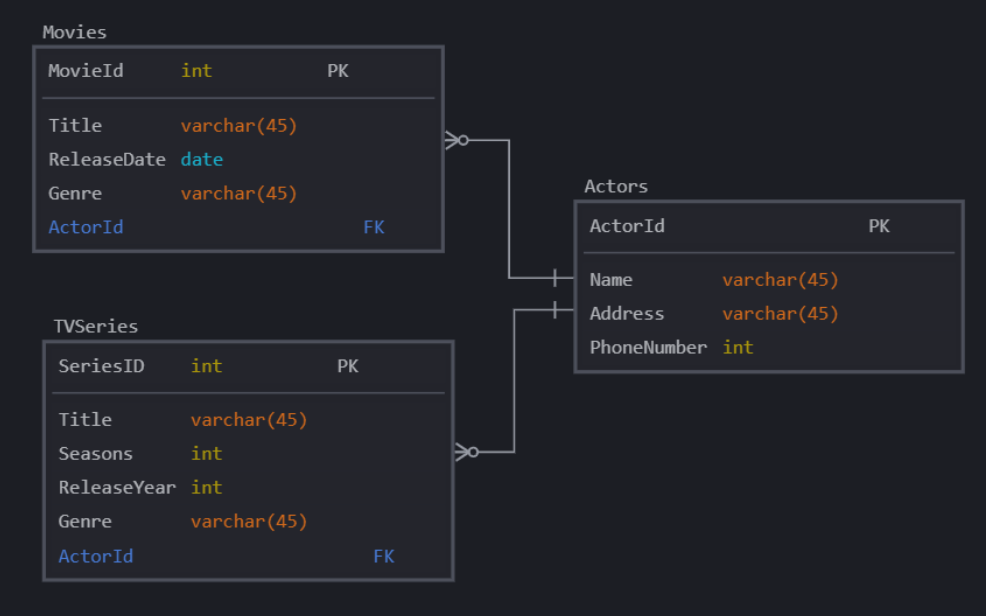 Movies
MovieId int PK
Title varchar(45)
ReleaseDate date
Genre varchar(45)
ActorId FK
Actors
ActorId PK
Name varchar(45)
Address varchar(45)
PhoneNumber int
TVSeries
SeriesID int PK
Title varchar(45)
Seasons int
ReleaseYear int
Genre varchar(45)
ActorId FK